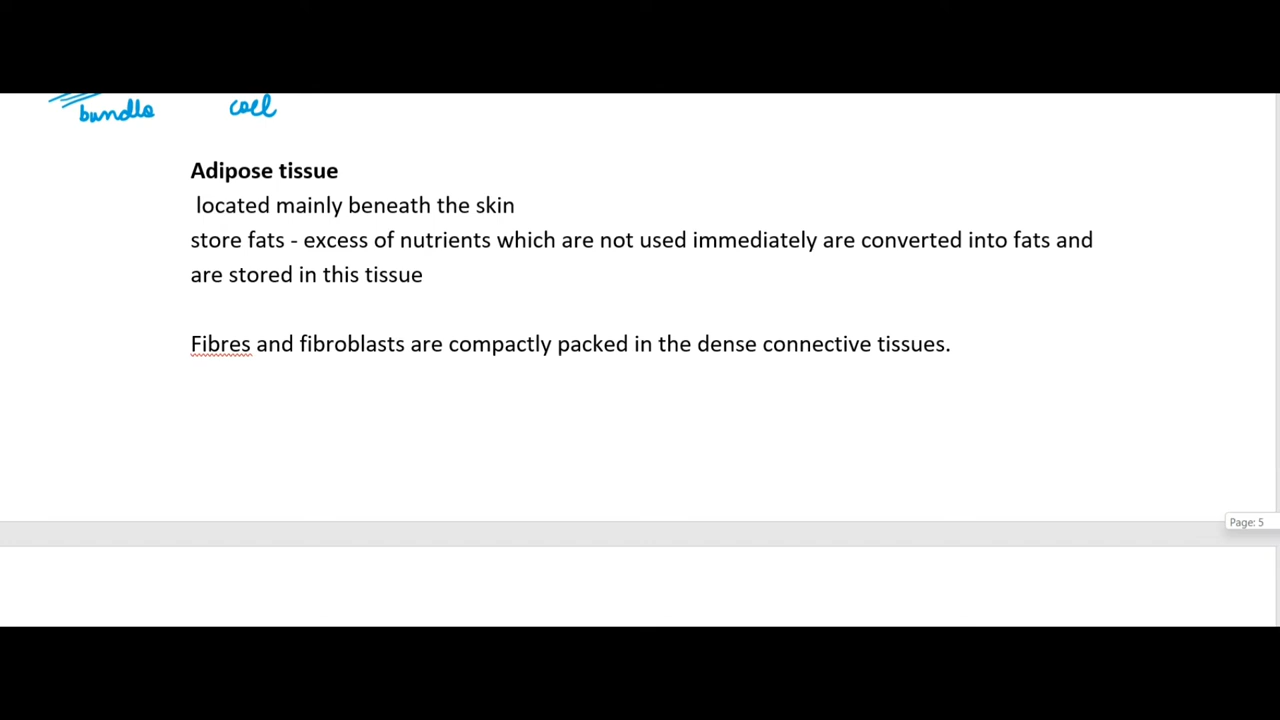 bundle cell
Adipose tissue
located mainly beneath the skin
store fats - excess of nutrients which are not used immediately are converted into fats and
are stored in this tissue
Fibres and fibroblasts are compactly packed in the dense connective tissues.
Page: 5